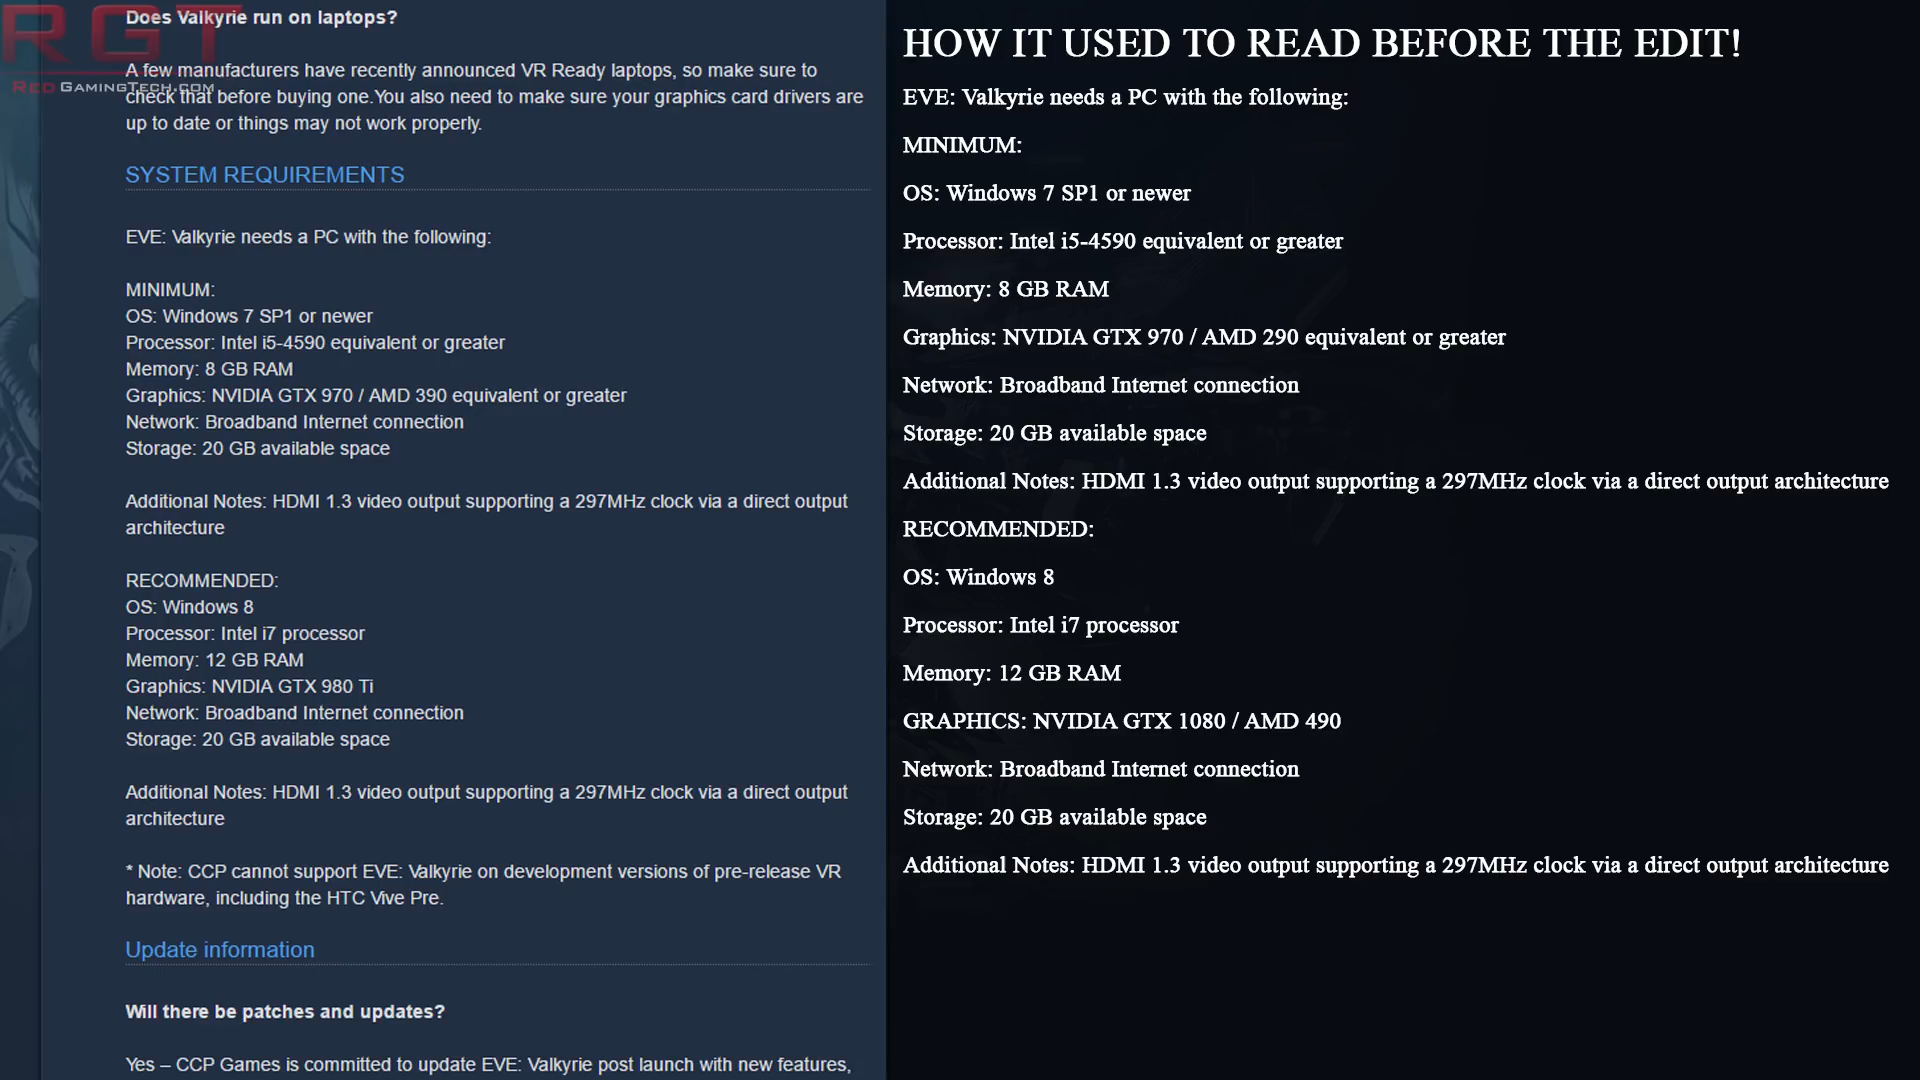 RGT
REDGAMINGTECH.COM
Does Valkyrie run on laptops?
A few manufacturers have recently announced VR Ready laptops, so make sure to
check that before buying one.You also need to make sure your graphics card drivers are
up to date or things may not work properly.
SYSTEM REQUIREMENTS
EVE: Valkyrie needs a PC with the following:
MINIMUM:
OS: Windows 7 SP1 or newer
Processor: Intel i5-4590 equivalent or greater
Memory: 8 GB RAM
Graphics: NVIDIA GTX 970 / AMD 390 equivalent or greater
Network: Broadband Internet connection
Storage: 20 GB available space
Additional Notes: HDMI 1.3 video output supporting a 297MHz clock via a direct output
architecture
RECOMMENDED:
OS: Windows 8
Processor: Intel i7 processor
Memory: 12 GB RAM
Graphics: NVIDIA GTX 980 Ti
Network: Broadband Internet connection
Storage: 20 GB available space
Additional Notes: HDMI 1.3 video output supporting a 297MHz clock via a direct output
architecture
* Note: CCP cannot support EVE: Valkyrie on development versions of pre-release VR
hardware, including the HTC Vive Pre.
Update information
Will there be patches and updates?
Yes – CCP Games is committed to update EVE: Valkyrie post launch with new features,
HOW IT USED TO READ BEFORE THE EDIT!
EVE: Valkyrie needs a PC with the following:
MINIMUM:
OS: Windows 7 SP1 or newer
Processor: Intel i5-4590 equivalent or greater
Memory: 8 GB RAM
Graphics: NVIDIA GTX 970 / AMD 290 equivalent or greater
Network: Broadband Internet connection
Storage: 20 GB available space
Additional Notes: HDMI 1.3 video output supporting a 297MHz clock via a direct output architecture
RECOMMENDED:
OS: Windows 8
Processor: Intel i7 processor
Memory: 12 GB RAM
GRAPHICS: NVIDIA GTX 1080 / AMD 490
Network: Broadband Internet connection
Storage: 20 GB available space
Additional Notes: HDMI 1.3 video output supporting a 297MHz clock via a direct output architecture